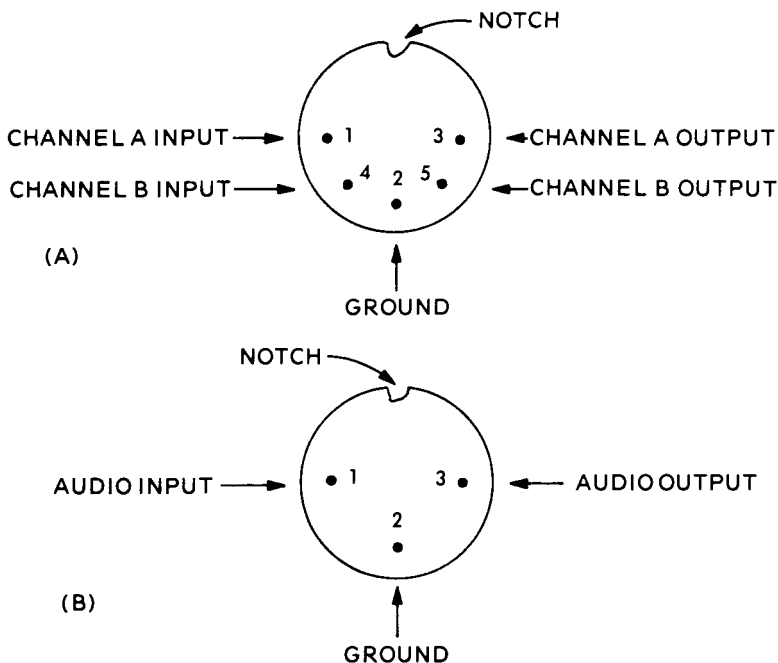 NOTCH
CHANNEL A INPUT
1
3
CHANNEL A OUTPUT
CHANNEL B INPUT
4
2
5
CHANNEL B OUTPUT
(A)
GROUND
NOTCH
AUDIO INPUT
1
3
AUDIO OUTPUT
2
(B)
GROUND